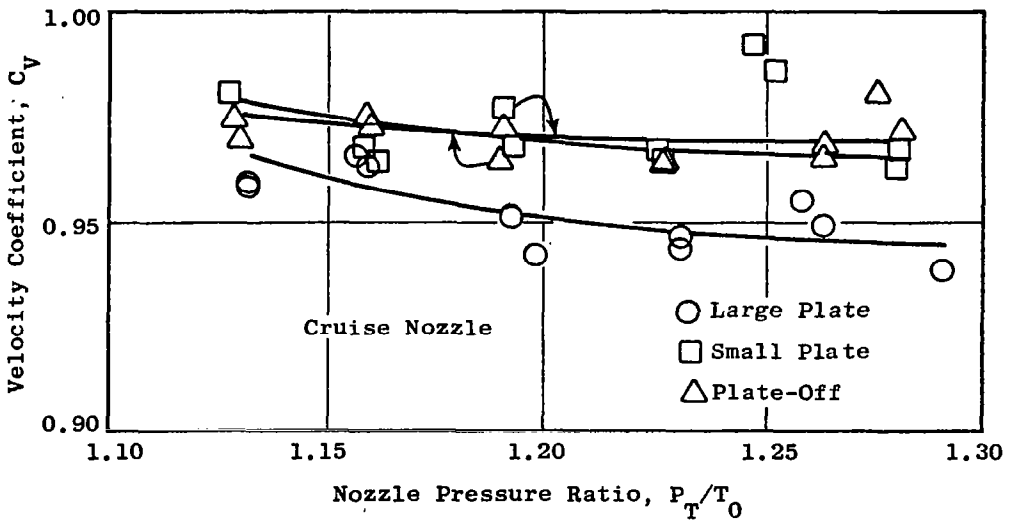 1.00
Velocity Coefficient, C_V
0.95
0.90
Cruise Nozzle
Large Plate
Small Plate
Plate-Off
1.10 1.15 1.20 1.25 1.30
Nozzle Pressure Ratio, P_T/T_0